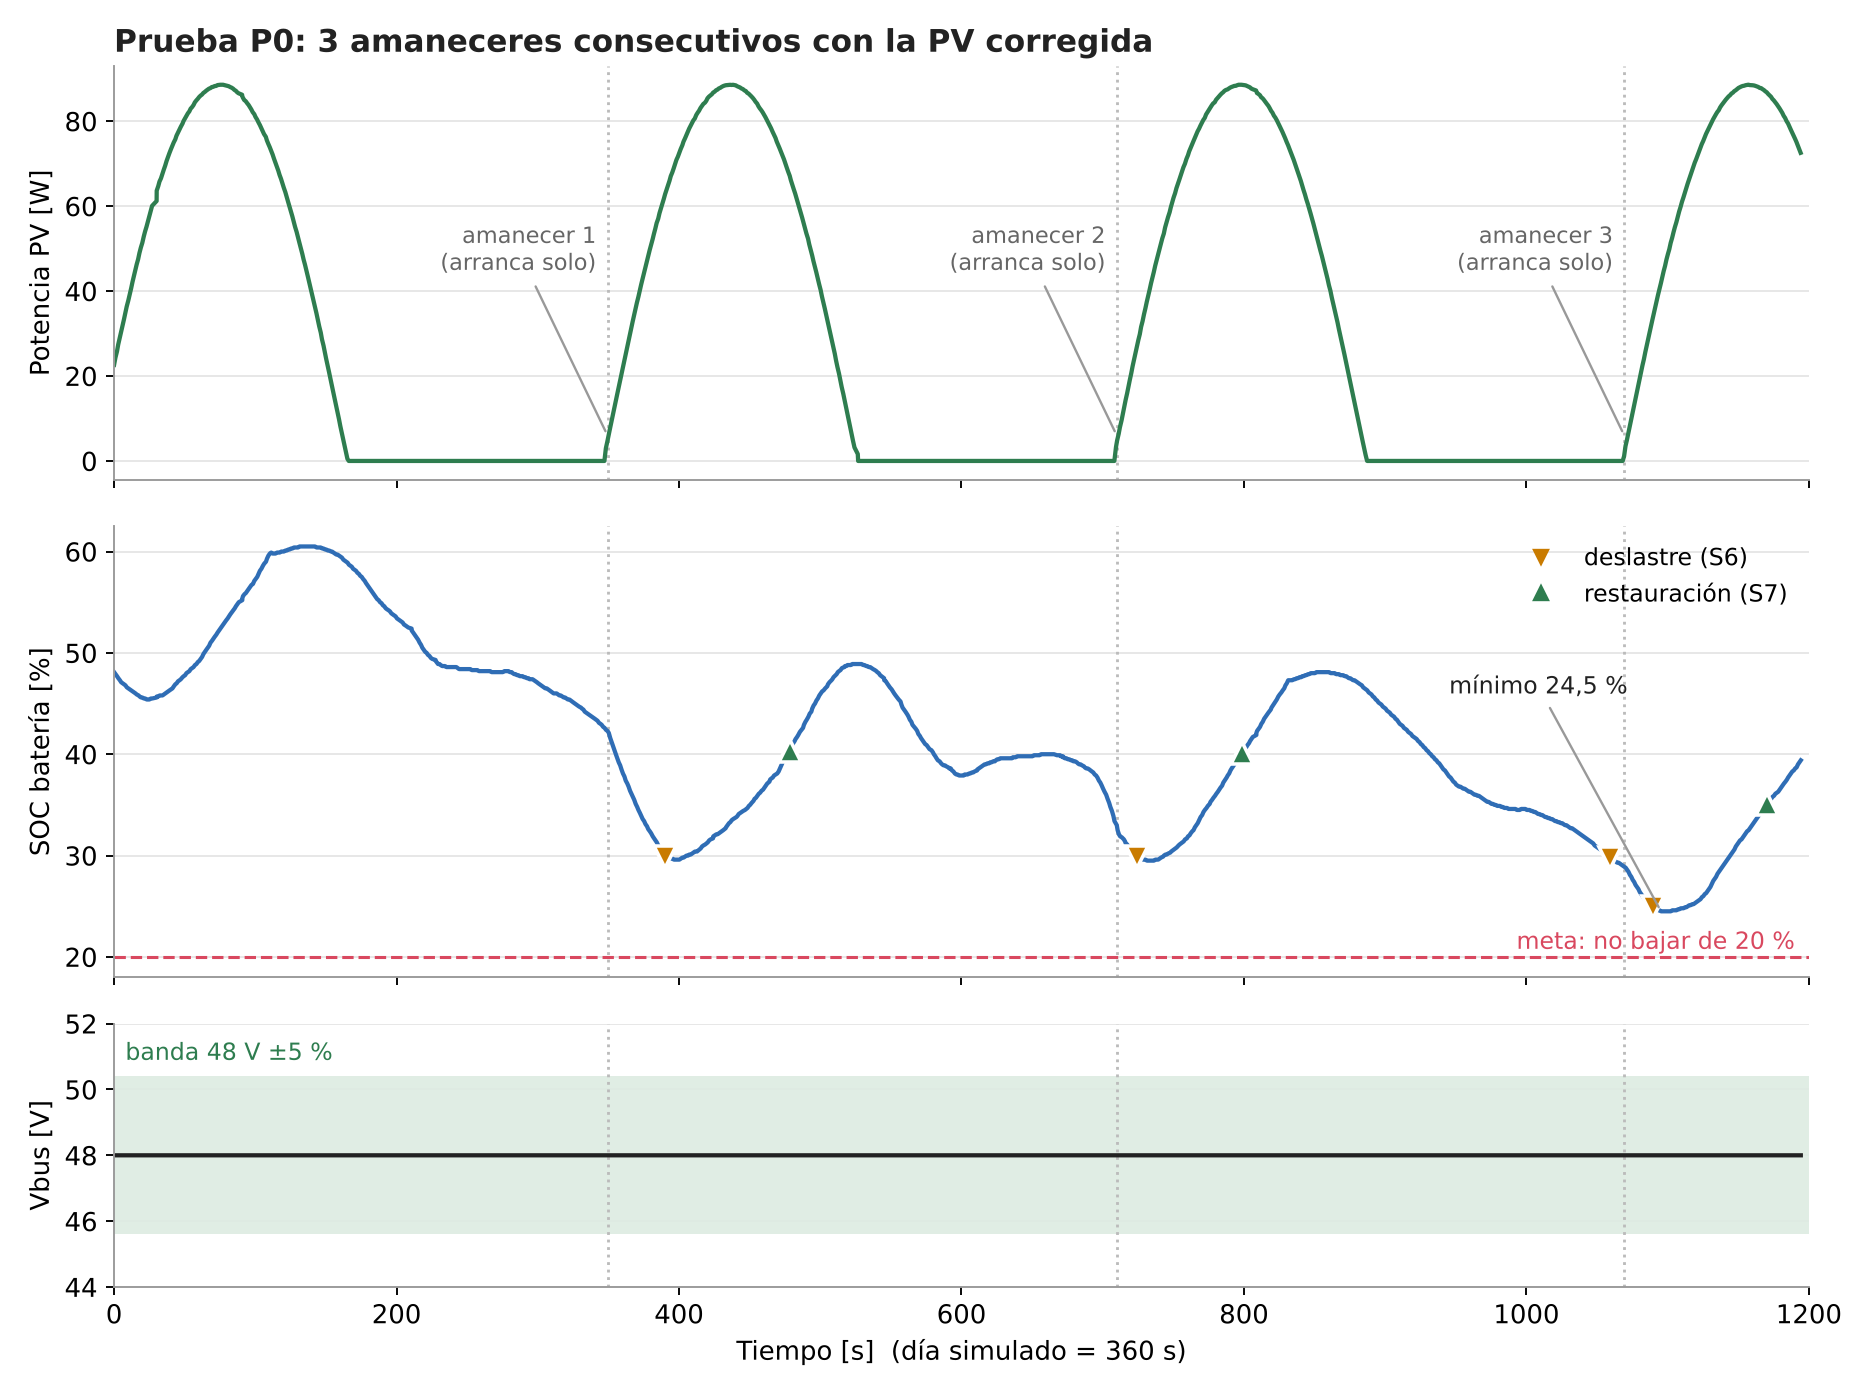 Prueba P0: 3 amaneceres consecutivos con la PV corregida
Potencia PV [W]
80
60
40
20
0
amanecer 1
(arranca solo)
amanecer 2
(arranca solo)
amanecer 3
(arranca solo)
SOC batería [%]
60
50
40
30
20
deslastre (S6)
restauración (S7)
mínimo 24,5 %
meta: no bajar de 20 %
Vbus [V]
52
50
48
46
44
banda 48 V ±5 %
0
200
400
600
800
1000
1200
Tiempo [s]  (día simulado = 360 s)